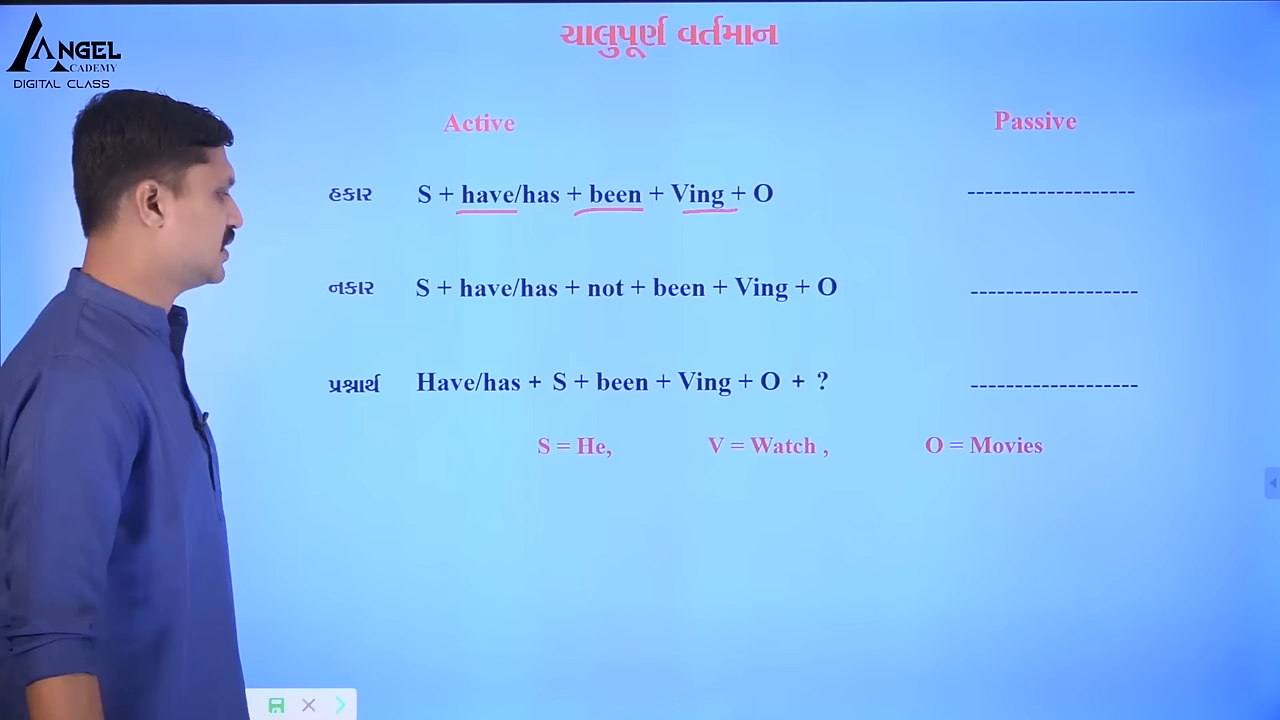 ANGEL
ACADEMY
DIGITAL CLASS
ચાલુપૂર્ણ વર્તમાન
Active Passive
હકાર S + have/has + been + Ving + O -------------------
નકાર S + have/has + not + been + Ving + O -------------------
પ્રશ્નાર્થ Have/has + S + been + Ving + O + ? -------------------
S = He, V = Watch , O = Movies